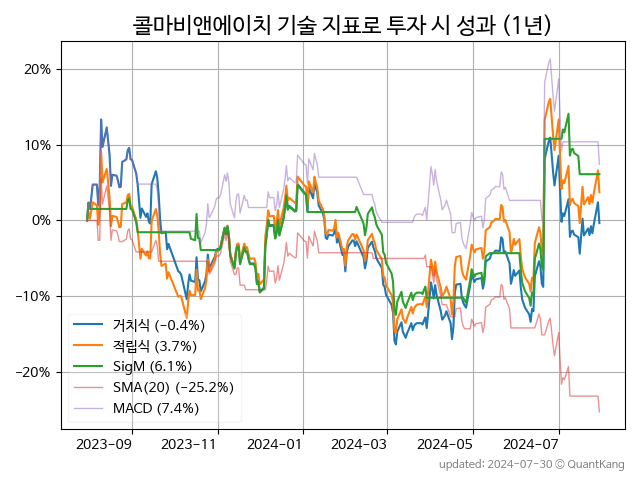 콜마비앤에이치 기술 지표로 투자 시 성과 (1년)
20%
10%
0%
−10%
−20%
거치식 (−0.4%)
적립식 (3.7%)
SigM (6.1%)
SMA(20) (−25.2%)
MACD (7.4%)
2023-09
2023-11
2024-01
2024-03
2024-05
2024-07
updated: 2024-07-30 © QuantKang